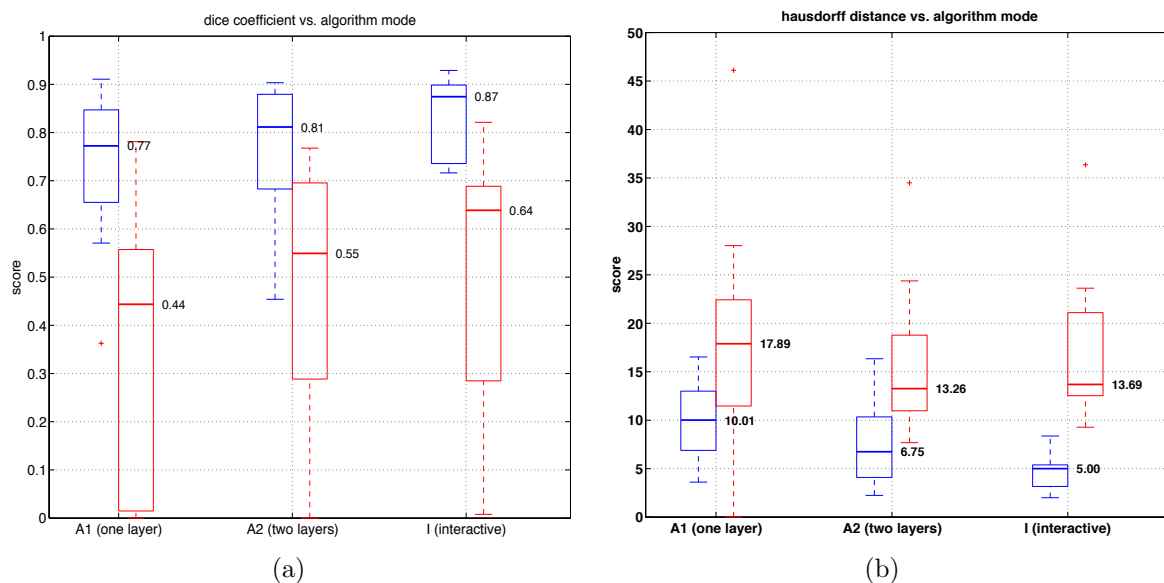 dice coefficient vs. algorithm mode
1
0.9
0.8
0.7
0.6
0.5
0.4
0.3
0.2
0.1
0
score
0.77
0.44
0.81
0.55
0.87
0.64
A1 (one layer)
A2 (two layers)
I (interactive)
(a)
hausdorff distance vs. algorithm mode
50
45
40
35
30
25
20
15
10
5
0
score
10.01
17.89
6.75
13.26
5.00
13.69
A1 (one layer)
A2 (two layers)
I (interactive)
(b)